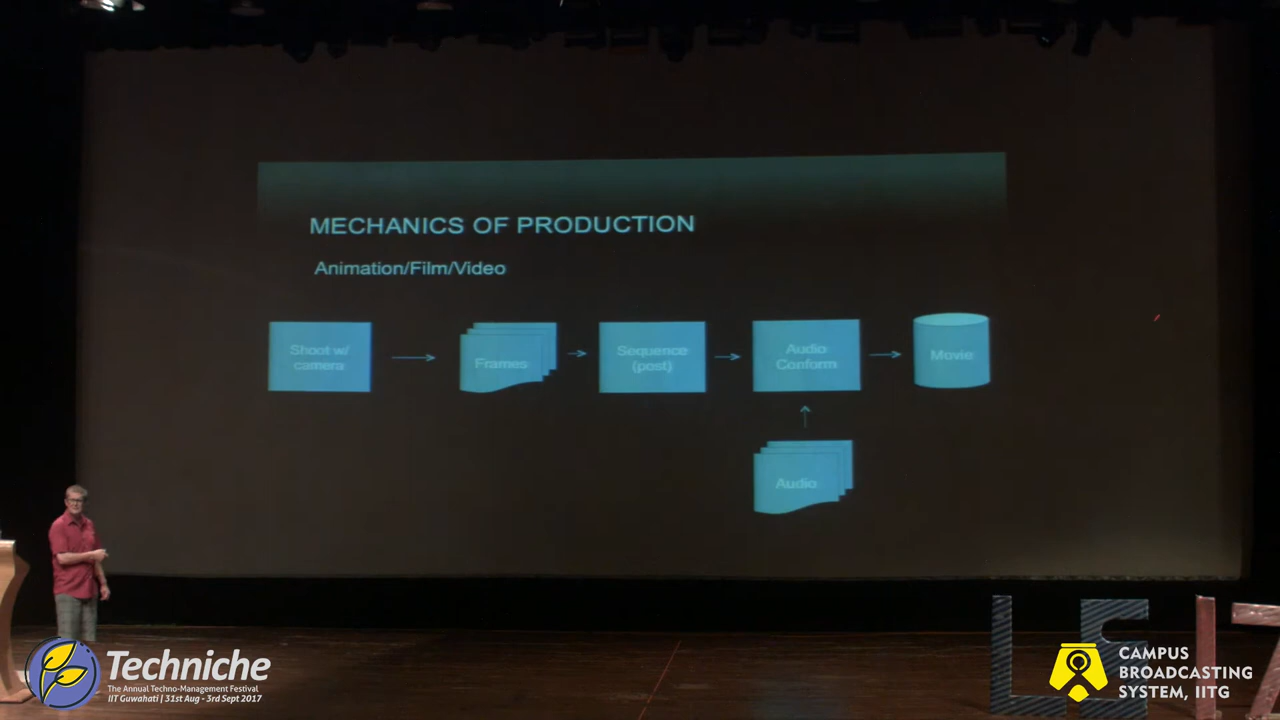 MECHANICS OF PRODUCTION
Animation/Film/Video
Shoot w/
camera
Frames
Sequence
(post)
Audio
Conform
Movie
Audio
Techniche
The Annual Techno-Management Festival
IIT Guwahati | 31st Aug - 3rd Sept 2017
CAMPUS
BROADCASTING
SYSTEM, IITG